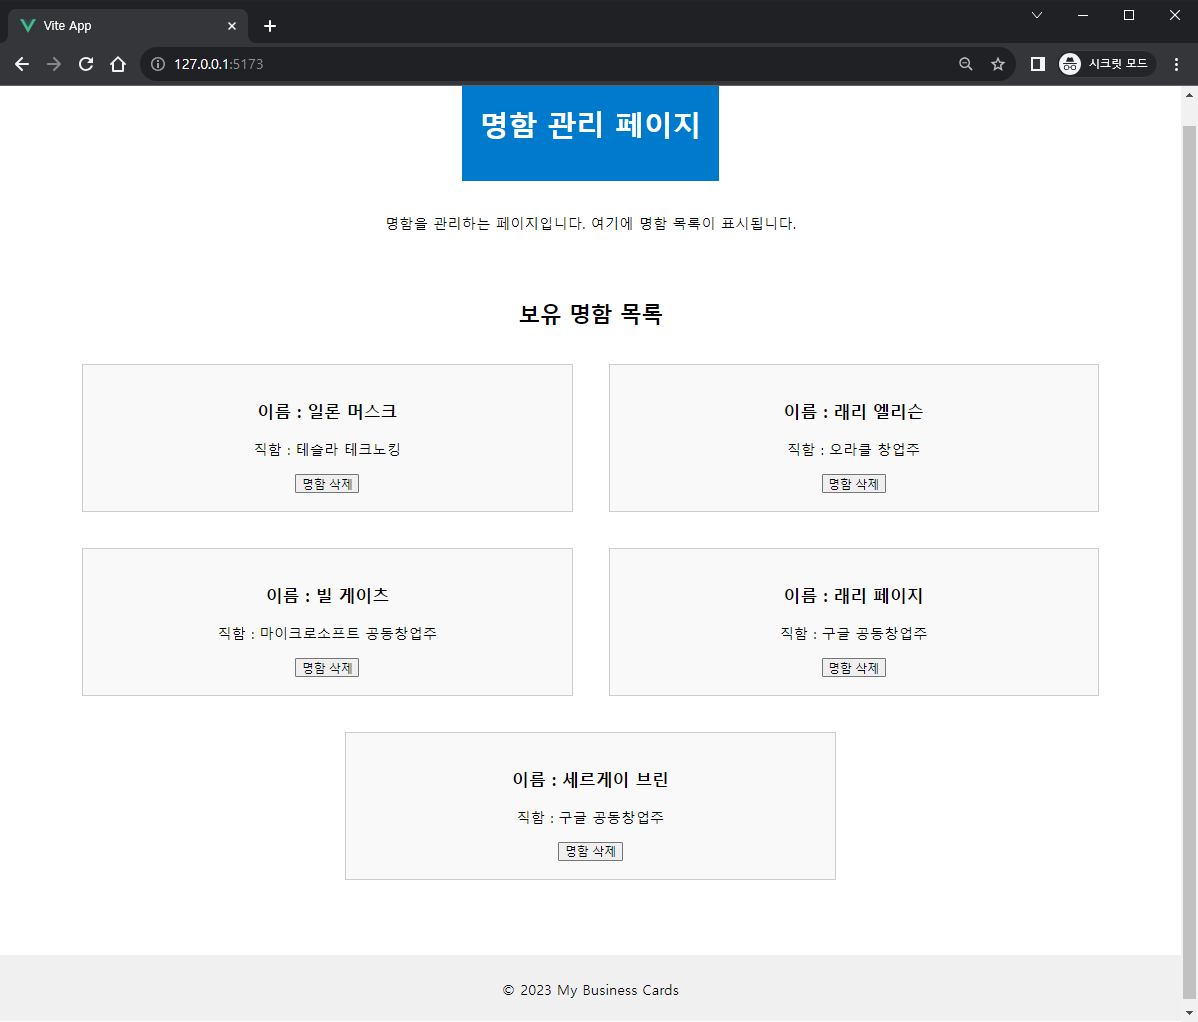 Vite App
127.0.0.1:5173
시크릿 모드
명함 관리 페이지
명함을 관리하는 페이지입니다. 여기에 명함 목록이 표시됩니다.
보유 명함 목록
이름 : 일론 머스크
직함 : 테슬라 테크노킹
명함 삭제
이름 : 래리 엘리슨
직함 : 오라클 창업주
명함 삭제
이름 : 빌 게이츠
직함 : 마이크로소프트 공동창업주
명함 삭제
이름 : 래리 페이지
직함 : 구글 공동창업주
명함 삭제
이름 : 세르게이 브린
직함 : 구글 공동창업주
명함 삭제
© 2023 My Business Cards